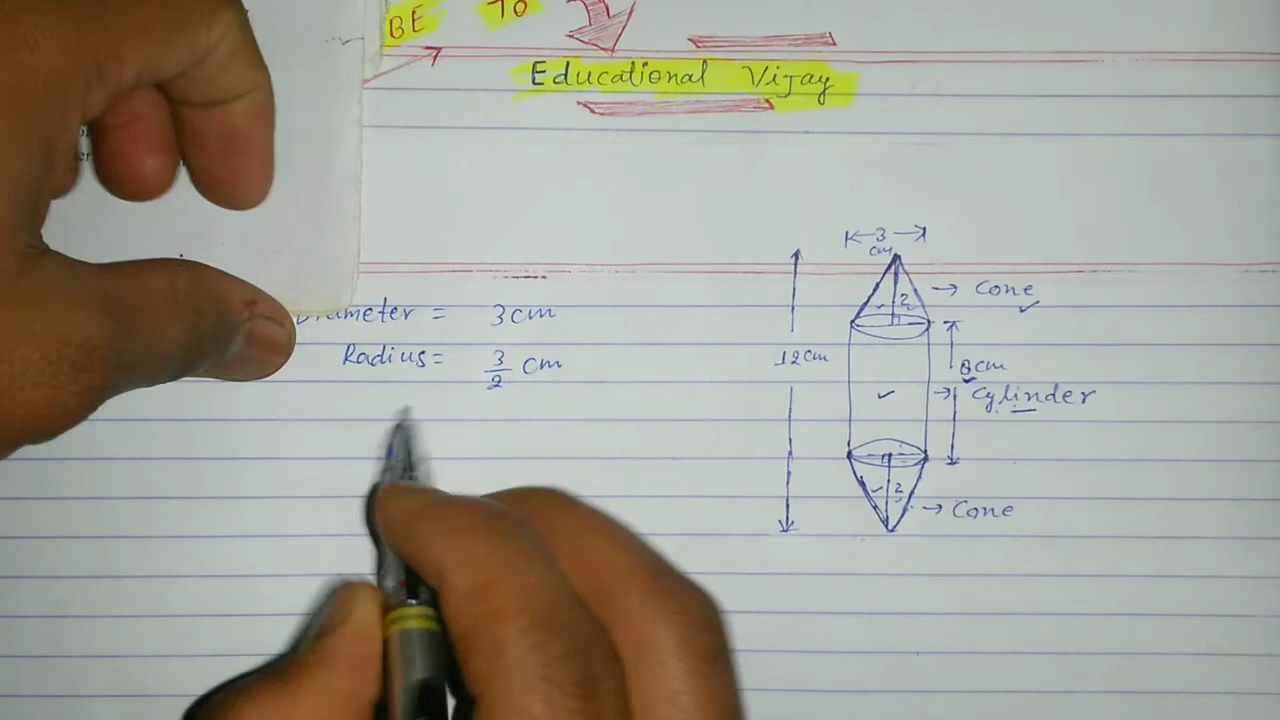 BE TO
Educational Vijay
Diameter = 3cm
Radius = 3/2 cm
3
cm
→ Cone
2
12cm
8cm
→ Cylinder
2
→ Cone